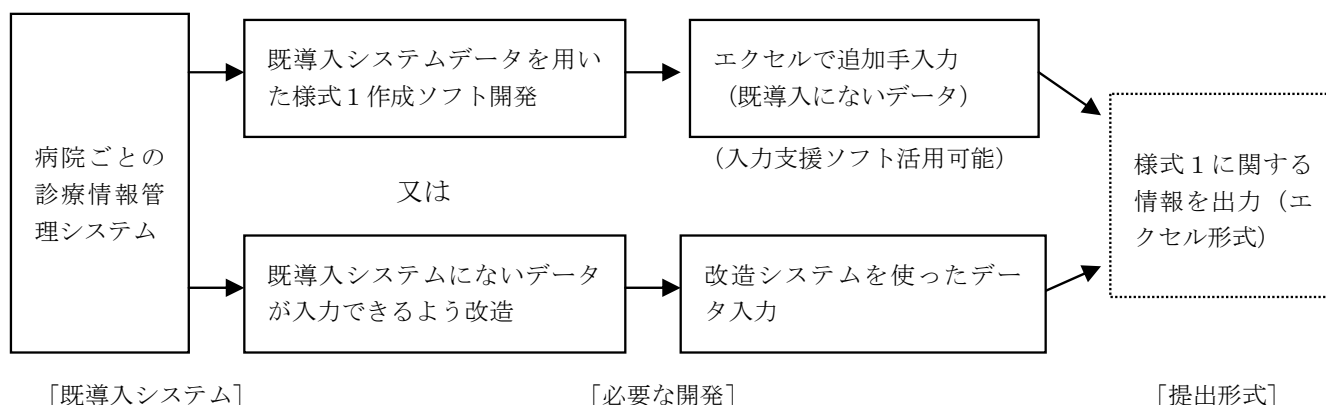 病院ごとの
診療情報管
理システム
既導入システムデータを用い
た様式１作成ソフト開発
エクセルで追加手入力
（既導入にないデータ）
（入力支援ソフト活用可能）
又は
既導入システムにないデータ
が入力できるよう改造
改造システムを使ったデー
タ入力
様式１に関する
情報を出力（エ
クセル形式）
［既導入システム］
［必要な開発］
［提出形式］